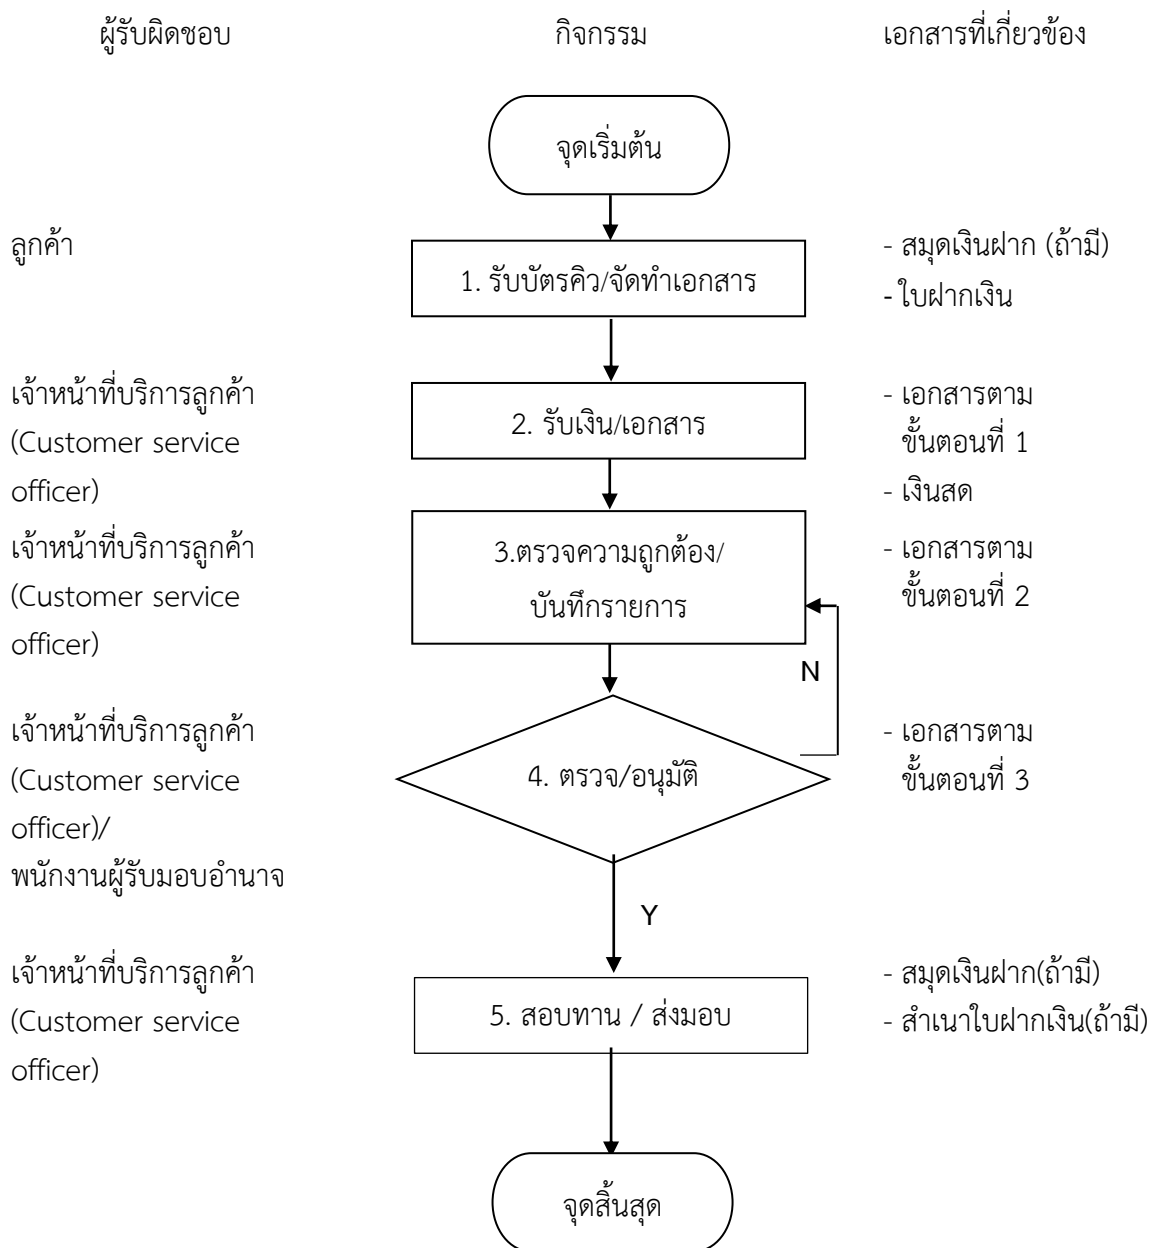 ผู้รับผิดชอบ กิจกรรม เอกสารที่เกี่ยวข้อง
จุดเริ่มต้น
ลูกค้า
1. รับบัตรคิว/จัดทำเอกสาร
- สมุดเงินฝาก (ถ้ามี)
- ใบฝากเงิน
เจ้าหน้าที่บริการลูกค้า
(Customer service
officer)
2. รับเงิน/เอกสาร
- เอกสารตาม
ขั้นตอนที่ 1
- เงินสด
เจ้าหน้าที่บริการลูกค้า
(Customer service
officer)
3.ตรวจความถูกต้อง/
บันทึกรายการ
- เอกสารตาม
ขั้นตอนที่ 2
N
เจ้าหน้าที่บริการลูกค้า
(Customer service
officer)/
พนักงานผู้รับมอบอำนาจ
4. ตรวจ/อนุมัติ
- เอกสารตาม
ขั้นตอนที่ 3
Y
เจ้าหน้าที่บริการลูกค้า
(Customer service
officer)
5. สอบทาน / ส่งมอบ
- สมุดเงินฝาก(ถ้ามี)
- สำเนาใบฝากเงิน(ถ้ามี)
จุดสิ้นสุด